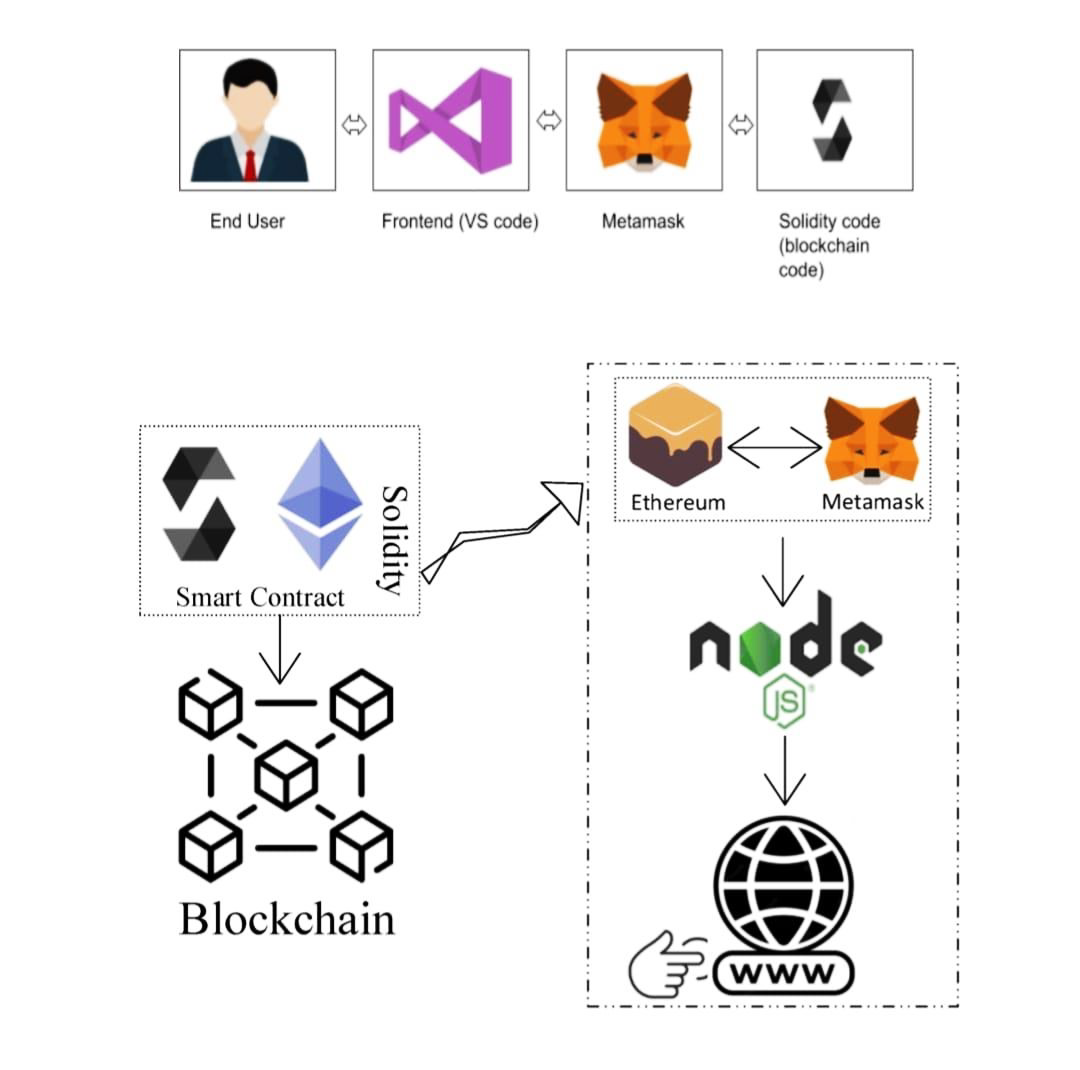 End User
Frontend (VS code)
Metamask
Solidity code
(blockchain
code)
Ethereum
Metamask
Solidity
Smart Contract
node
JS
Blockchain
WWW